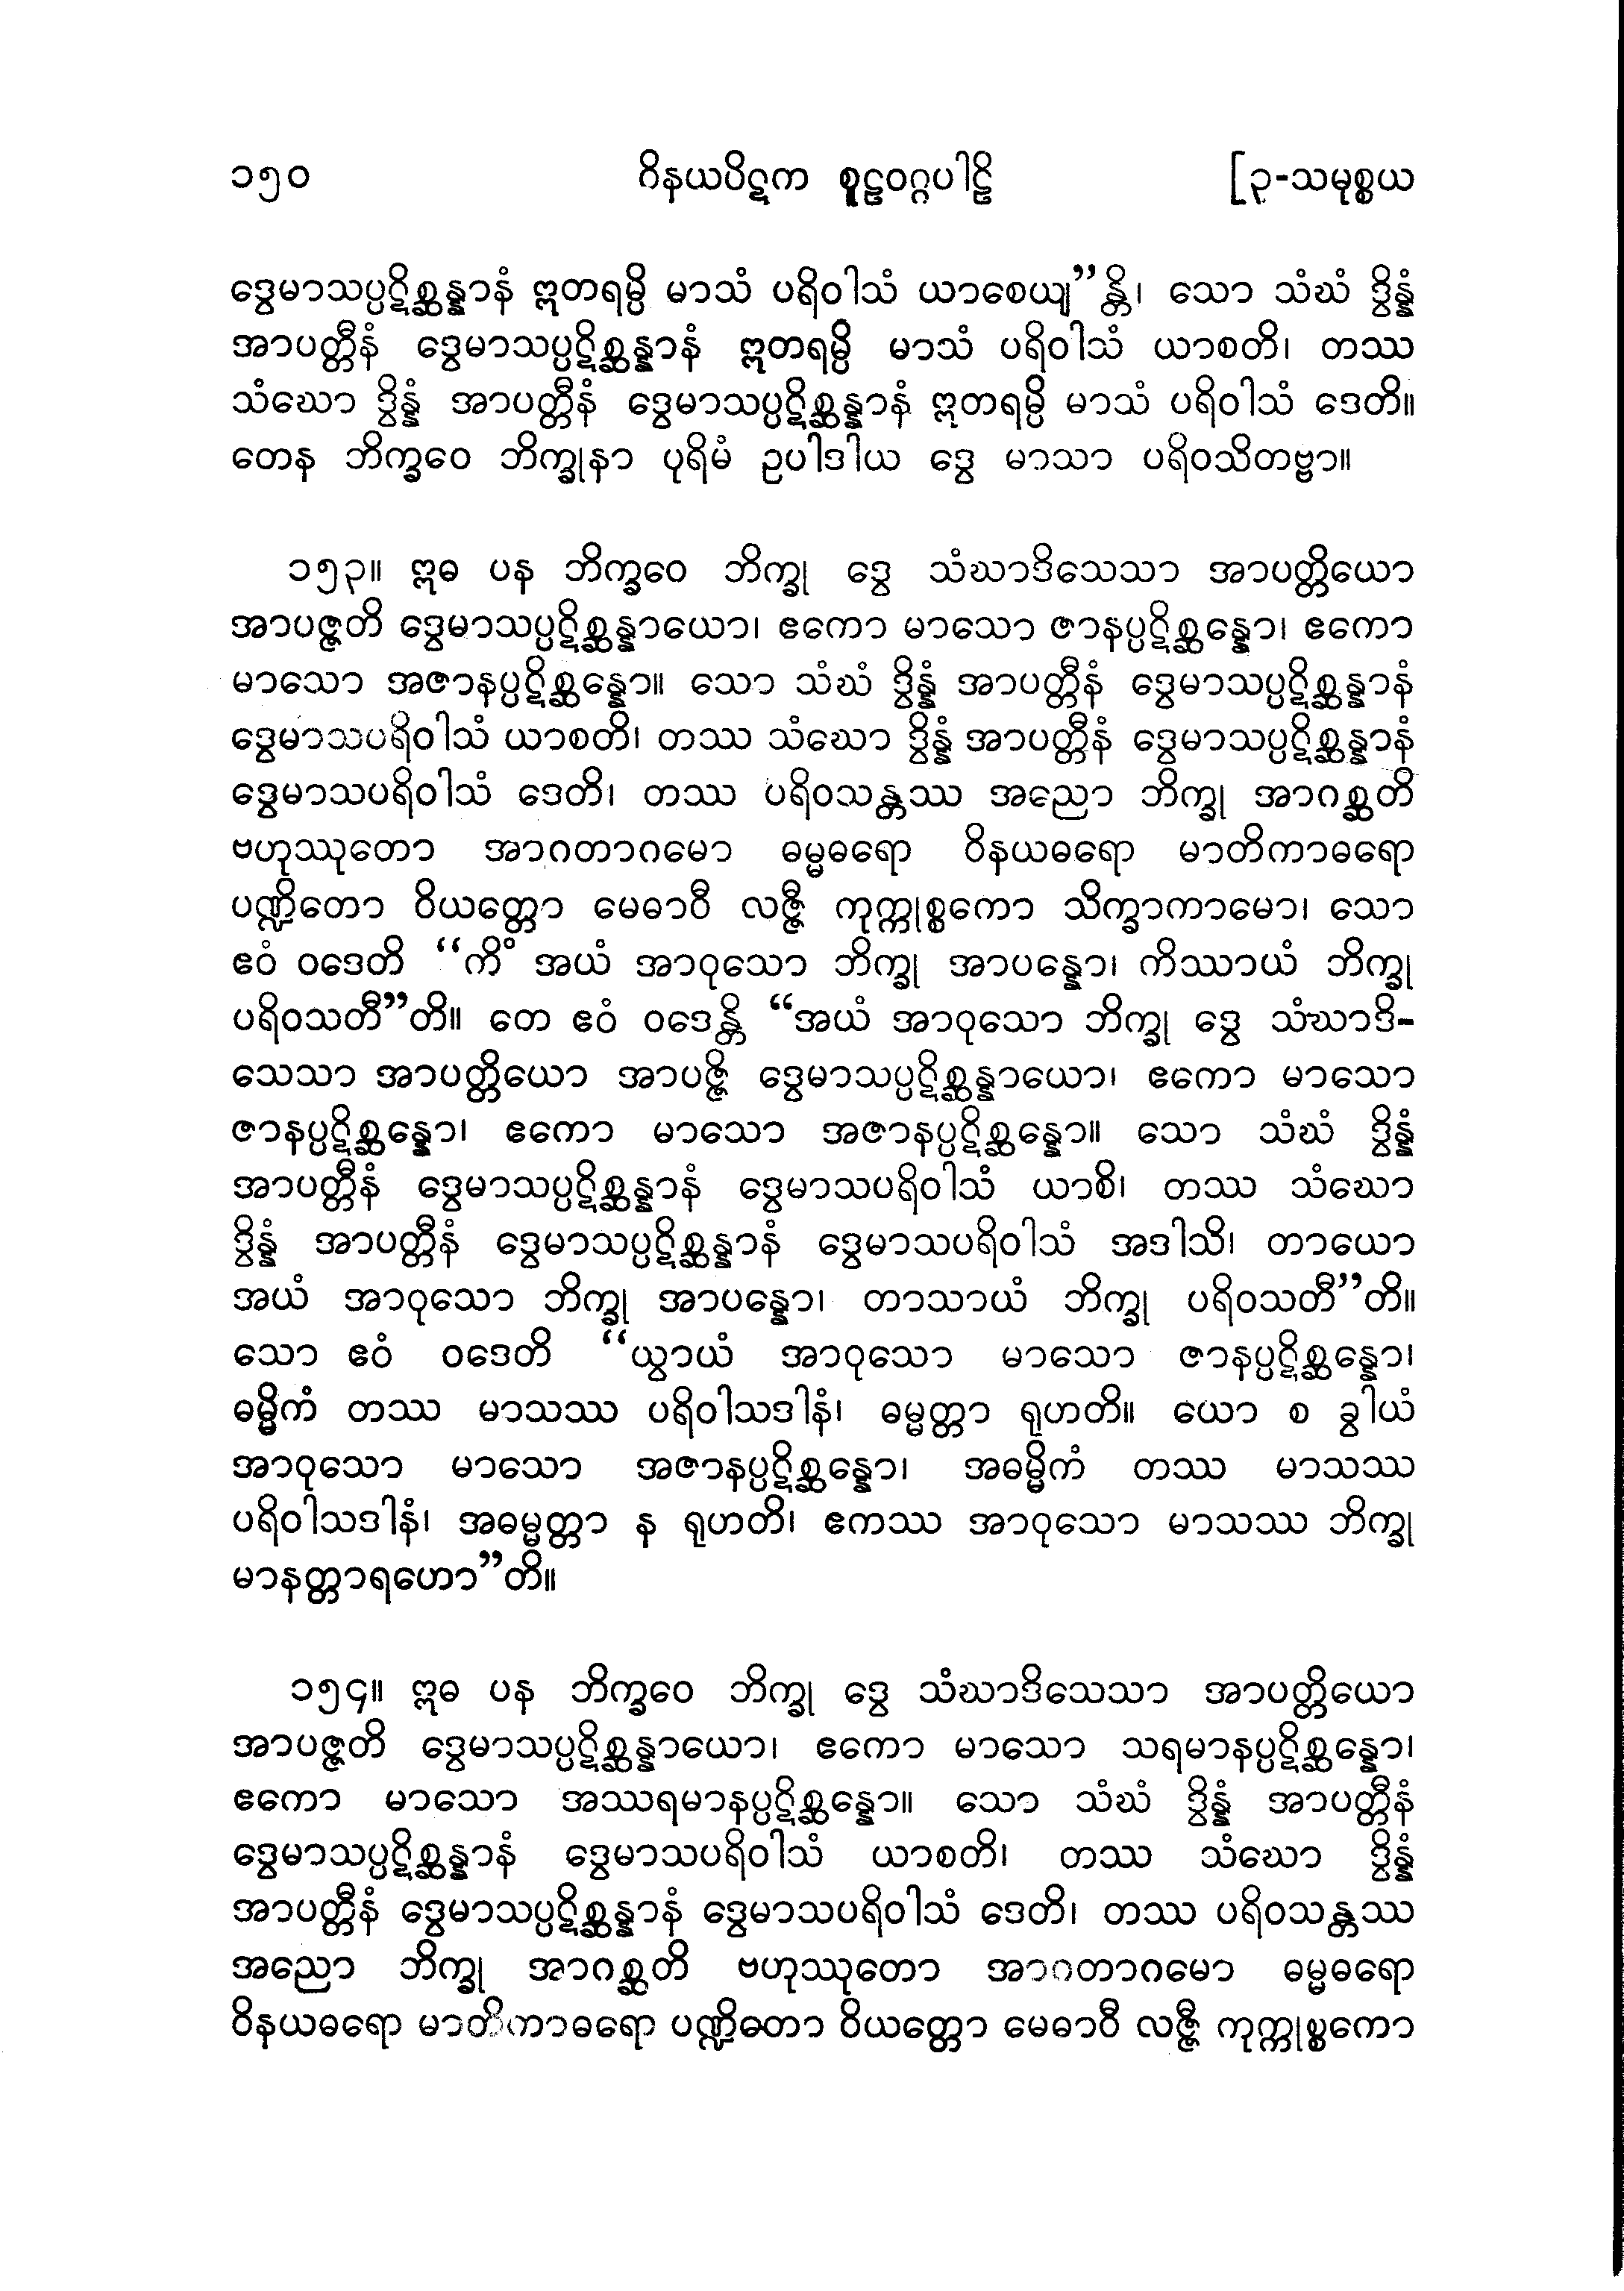 ၁၅၀ ဝိနယပိဋက စူဠဝဂ္ဂပါဠိ [၃-သမုစ္စယ
ဒွေမာသပ္ပဋိစ္ဆန္နာနံ ဣတရမ္ပိ မာသံ ပရိဝါသံ ယာစေယျ”န္တိ၊ သော သံဃံ ဒွိန္နံ
အာပတ္တီနံ ဒွေမာသပ္ပဋိစ္ဆန္နာနံ ဣတရမ္ပိ မာသံ ပရိဝါသံ ယာစတိ၊ တဿ
သံဃော ဒွိန္နံ အာပတ္တီနံ ဒွေမာသပ္ပဋိစ္ဆန္နာနံ ဣတရမ္ပိ မာသံ ပရိဝါသံ ဒေတိ။
တေန ဘိက္ခဝေ ဘိက္ခုနာ ပုရိမံ ဥပါဒါယ ဒွေ မာသာ ပရိဝသိတဗ္ဗာ။
၁၅၃။ ဣဓ ပန ဘိက္ခဝေ ဘိက္ခု ဒွေ သံဃာဒိသေသာ အာပတ္တိယော
အာပဇ္ဇတိ ဒွေမာသပ္ပဋိစ္ဆန္နာယော၊ ဧကော မာသော ဇာနပ္ပဋိစ္ဆန္နော၊ ဧကော
မာသော အဇာနပ္ပဋိစ္ဆန္နော။ သော သံဃံ ဒွိန္နံ အာပတ္တီနံ ဒွေမာသပ္ပဋိစ္ဆန္နာနံ
ဒွေမာသပရိဝါသံ ယာစတိ၊ တဿ သံဃော ဒွိန္နံ အာပတ္တီနံ ဒွေမာသပ္ပဋိစ္ဆန္နာနံ
ဒွေမာသပရိဝါသံ ဒေတိ၊ တဿ ပရိဝသန္တဿ အညော ဘိက္ခု အာဂစ္ဆတိ
ဗဟုဿုတော အာဂတာဂမော ဓမ္မဓရော ဝိနယဓရော မာတိကာဓရော
ပဏ္ဍိတော ဝိယတ္တော မေဓာဝီ လဇ္ဇီ ကုက္ကုစ္စကော သိက္ခာကာမော၊ သော
ဧဝံ ဝဒေတိ “ကိံ အယံ အာဝုသော ဘိက္ခု အာပန္နော၊ ကိဿာယံ ဘိက္ခု
ပရိဝသတီ”တိ။ တေ ဧဝံ ဝဒေန္တိ “အယံ အာဝုသော ဘိက္ခု ဒွေ သံဃာဒိ-
သေသာ အာပတ္တိယော အာပဇ္ဇိ ဒွေမာသပ္ပဋိစ္ဆန္နာယော၊ ဧကော မာသော
ဇာနပ္ပဋိစ္ဆန္နော၊ ဧကော မာသော အဇာနပ္ပဋိစ္ဆန္နော။ သော သံဃံ ဒွိန္နံ
အာပတ္တီနံ ဒွေမာသပ္ပဋိစ္ဆန္နာနံ ဒွေမာသပရိဝါသံ ယာစိ၊ တဿ သံဃော
ဒွိန္နံ အာပတ္တီနံ ဒွေမာသပ္ပဋိစ္ဆန္နာနံ ဒွေမာသပရိဝါသံ အဒါသိ၊ တာယော
အယံ အာဝုသော ဘိက္ခု အာပန္နော၊ တာသာယံ ဘိက္ခု ပရိဝသတီ”တိ။
သော ဧဝံ ဝဒေတိ “ယွာယံ အာဝုသော မာသော ဇာနပ္ပဋိစ္ဆန္နော၊
ဓမ္မိကံ တဿ မာသဿ ပရိဝါသဒါနံ၊ ဓမ္မတ္တာ ရုဟတိ။ ယော စ ခွါယံ
အာဝုသော မာသော အဇာနပ္ပဋိစ္ဆန္နော၊ အဓမ္မိကံ တဿ မာသဿ
ပရိဝါသဒါနံ၊ အဓမ္မတ္တာ န ရုဟတိ၊ ဧကဿ အာဝုသော မာသဿ ဘိက္ခု
မာနတ္တာရဟော”တိ။
၁၅၄။ ဣဓ ပန ဘိက္ခဝေ ဘိက္ခု ဒွေ သံဃာဒိသေသာ အာပတ္တိယော
အာပဇ္ဇတိ ဒွေမာသပ္ပဋိစ္ဆန္နာယော၊ ဧကော မာသော သရမာနပ္ပဋိစ္ဆန္နော၊
ဧကော မာသော အဿရမာနပ္ပဋိစ္ဆန္နော။ သော သံဃံ ဒွိန္နံ အာပတ္တီနံ
ဒွေမာသပ္ပဋိစ္ဆန္နာနံ ဒွေမာသပရိဝါသံ ယာစတိ၊ တဿ သံဃော ဒွိန္နံ
အာပတ္တီနံ ဒွေမာသပ္ပဋိစ္ဆန္နာနံ ဒွေမာသပရိဝါသံ ဒေတိ၊ တဿ ပရိဝသန္တဿ
အညော ဘိက္ခု အာဂစ္ဆတိ ဗဟုဿုတော အာဂတာဂမော ဓမ္မဓရော
ဝိနယဓရော မာတိကာဓရော ပဏ္ဍိတော ဝိယတ္တော မေဓာဝီ လဇ္ဇီ ကုက္ကုစ္စကော